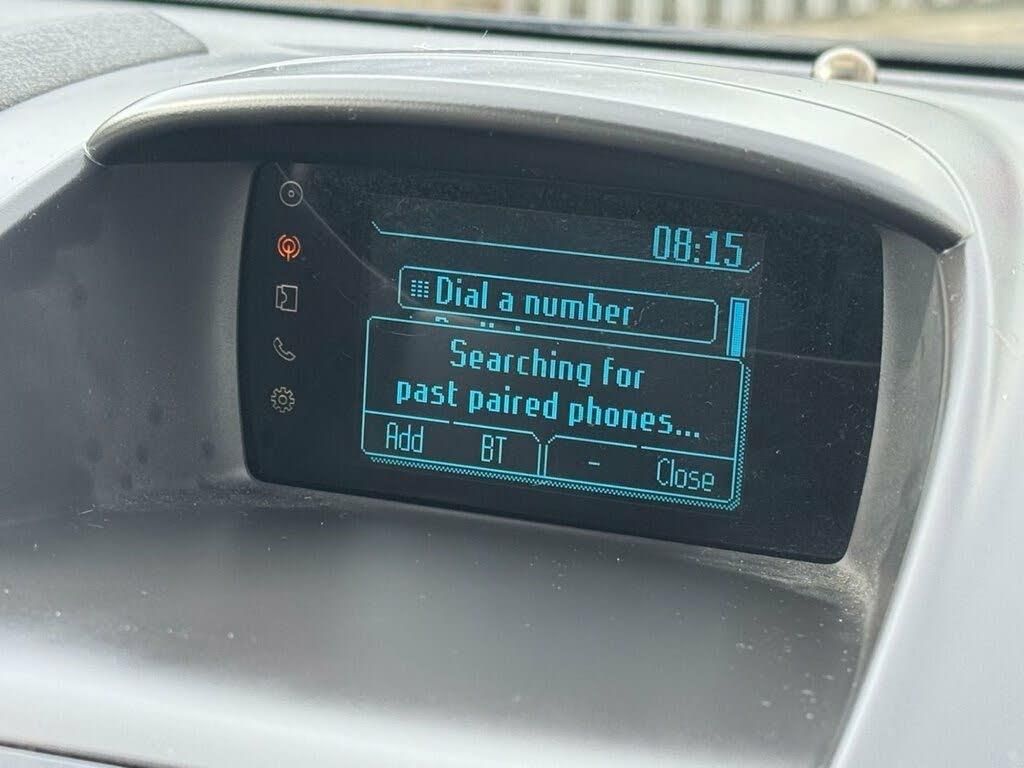 08:15
Dial a number
Searching for
past paired phones...
Add BT - Close